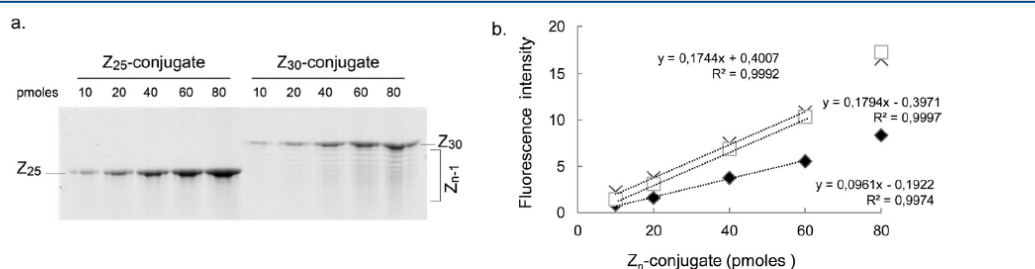 a.
Z25-conjugate Z30-conjugate
pmoles 10 20 40 60 80 10 20 40 60 80
Z30
Z25
Zn-1
b.
Fluorescence intensity
20
15
10
5
0
y = 0,1744x + 0,4007
R² = 0,9992
y = 0,1794x - 0,3971
R² = 0,9997
y = 0,0961x - 0,1922
R² = 0,9974
0 20 40 60 80
Zn-conjugate (pmoles )